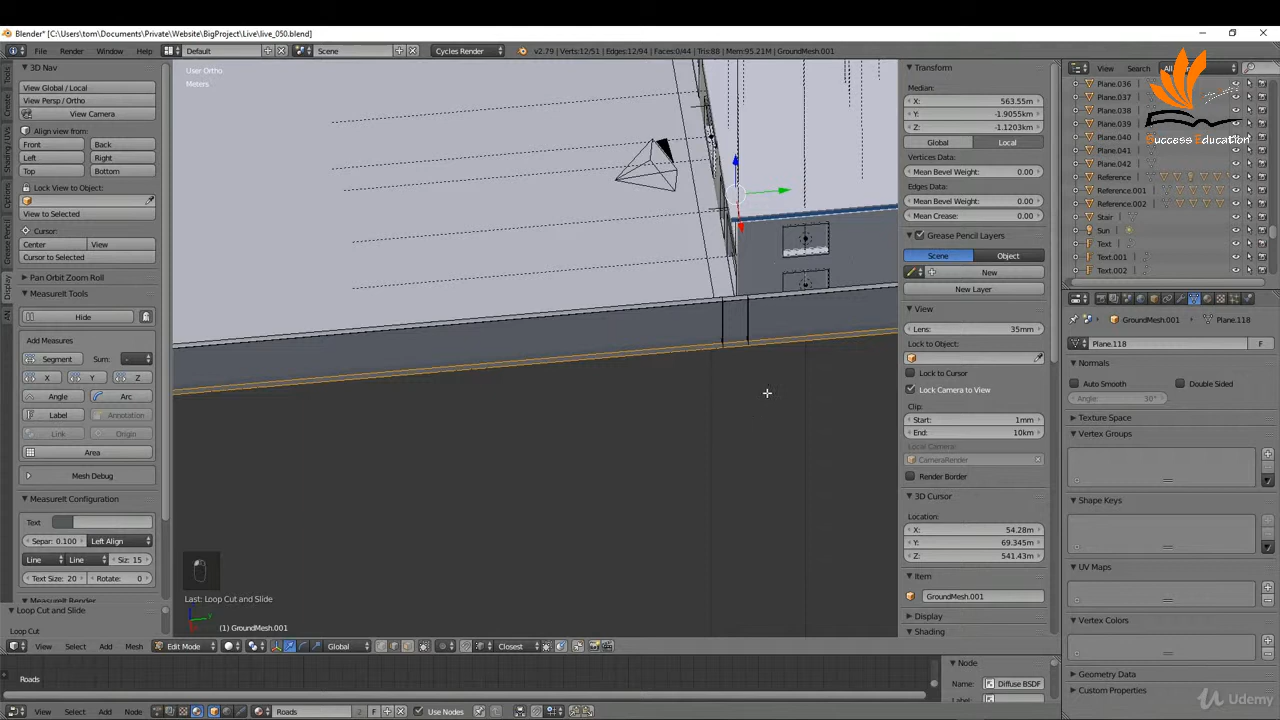 Blender* [C:\Users\tom\Documents\Private\Website\BigProject\Live\live_050.blend]
File Render Window Help Default Scene Cycles Render v2.79 | Verts:12/51 | Edges:12/94 | Faces:0/44 | Tris:88 | Mem:95.21M | GroundMesh.001
3D Nav
View Global / Local
View Persp / Ortho
View Camera
Align view from:
Front Back
Left Right
Top Bottom
Lock View to Object:
View to Selected
Cursor:
Center View
Cursor to Selected
Pan Orbit Zoom Roll
MeasureIt Tools
Hide
Add Measures
Segment Sum: -
X Y Z
Angle Arc
Label Annotation
Link Origin
Area
Mesh Debug
MeasureIt Configuration
Text
Separ: 0.100 Left Align
Line Line Siz: 15
Text Size: 20 Rotate: 0
MeasureIt Render
Loop Cut and Slide
Loop Cut
Tools
Create
Shading / UVs
Options
Grease Pencil
Display
AN
User Ortho
Meters
Last: Loop Cut and Slide
(1) GroundMesh.001
View Select Add Mesh Edit Mode Global Closest
Roads
View Select Add Node Roads 2 F Use Nodes
Transform
Median:
X: 563.55m
Y: -1.9055km
Z: -1.1203km
Global Local
Vertices Data:
Mean Bevel Weight: 0.00
Edges Data:
Mean Bevel Weight: 0.00
Mean Crease: 0.00
Grease Pencil Layers
Scene Object
New
New Layer
View
Lens: 35mm
Lock to Object:
Lock to Cursor
Lock Camera to View
Clip:
Start: 1mm
End: 10km
Local Camera:
CameraRender
Render Border
3D Cursor
Location:
X: 54.28m
Y: 69.345m
Z: 541.43m
Item
GroundMesh.001
Display
Shading
Node
Name: Diffuse BSDF
Label:
View Search All
Plane.036
Plane.037
Plane.038
Plane.039
Plane.040
Plane.041
Plane.042
Reference
Reference.001
Reference.002
Stair
Sun
Text
Text.001
Text.002
Success Education
GroundMesh.001 Plane.118
Plane.118 F
Normals
Auto Smooth Double Sided
Angle: 30°
Texture Space
Vertex Groups
Shape Keys
UV Maps
Vertex Colors
Geometry Data
Custom Properties
Udemy